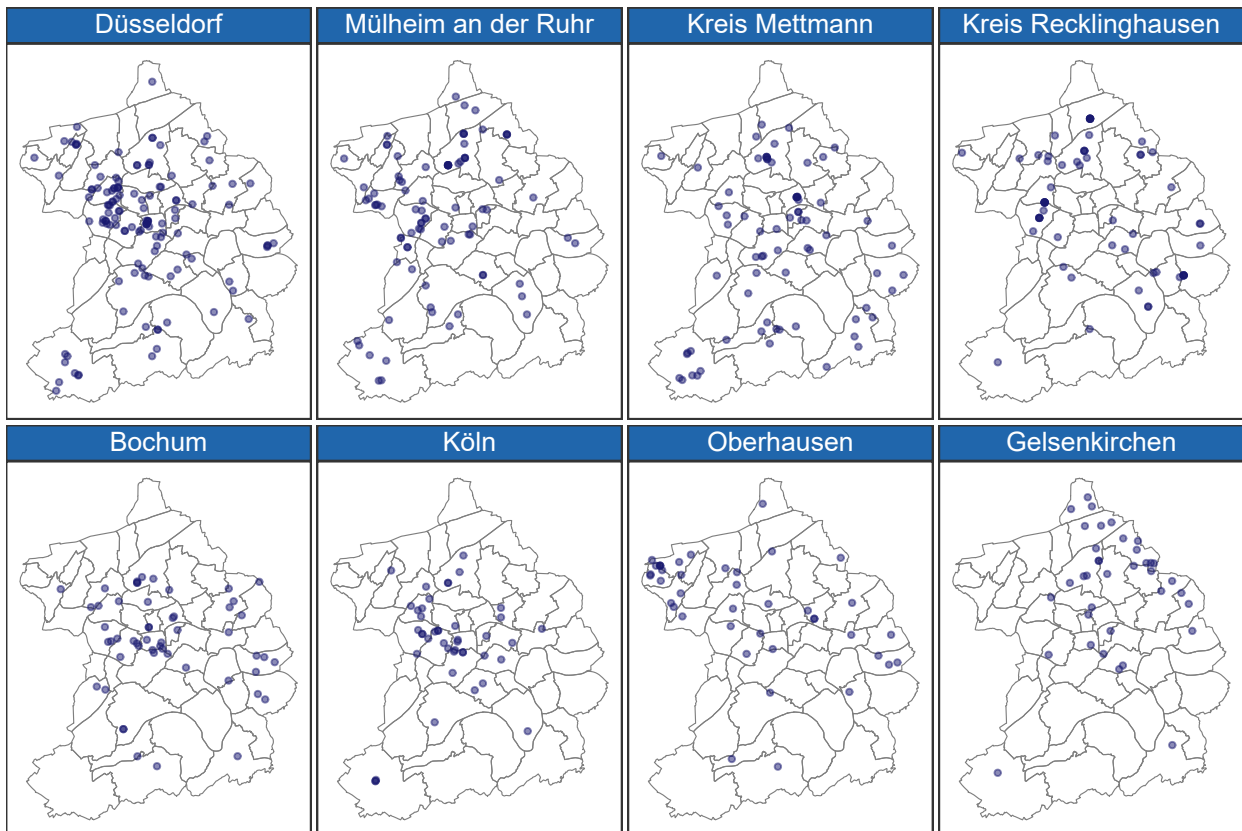 Düsseldorf
Mülheim an der Ruhr
Kreis Mettmann
Kreis Recklinghausen
Bochum
Köln
Oberhausen
Gelsenkirchen